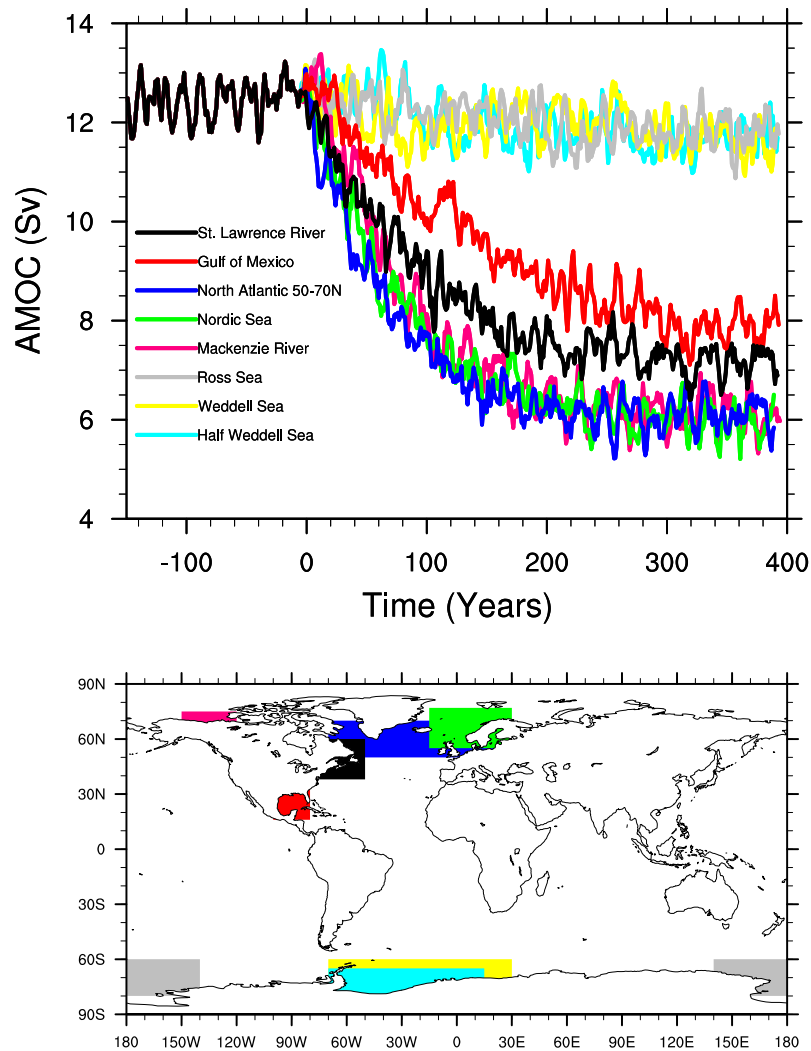 14
12
10
8
6
4
AMOC (Sv)
St. Lawrence River
Gulf of Mexico
North Atlantic 50-70N
Nordic Sea
Mackenzie River
Ross Sea
Weddell Sea
Half Weddell Sea
-100 0 100 200 300 400
Time (Years)
90N
60N
30N
0
30S
60S
90S
180 150W 120W 90W 60W 30W 0 30E 60E 90E 120E 150E 180